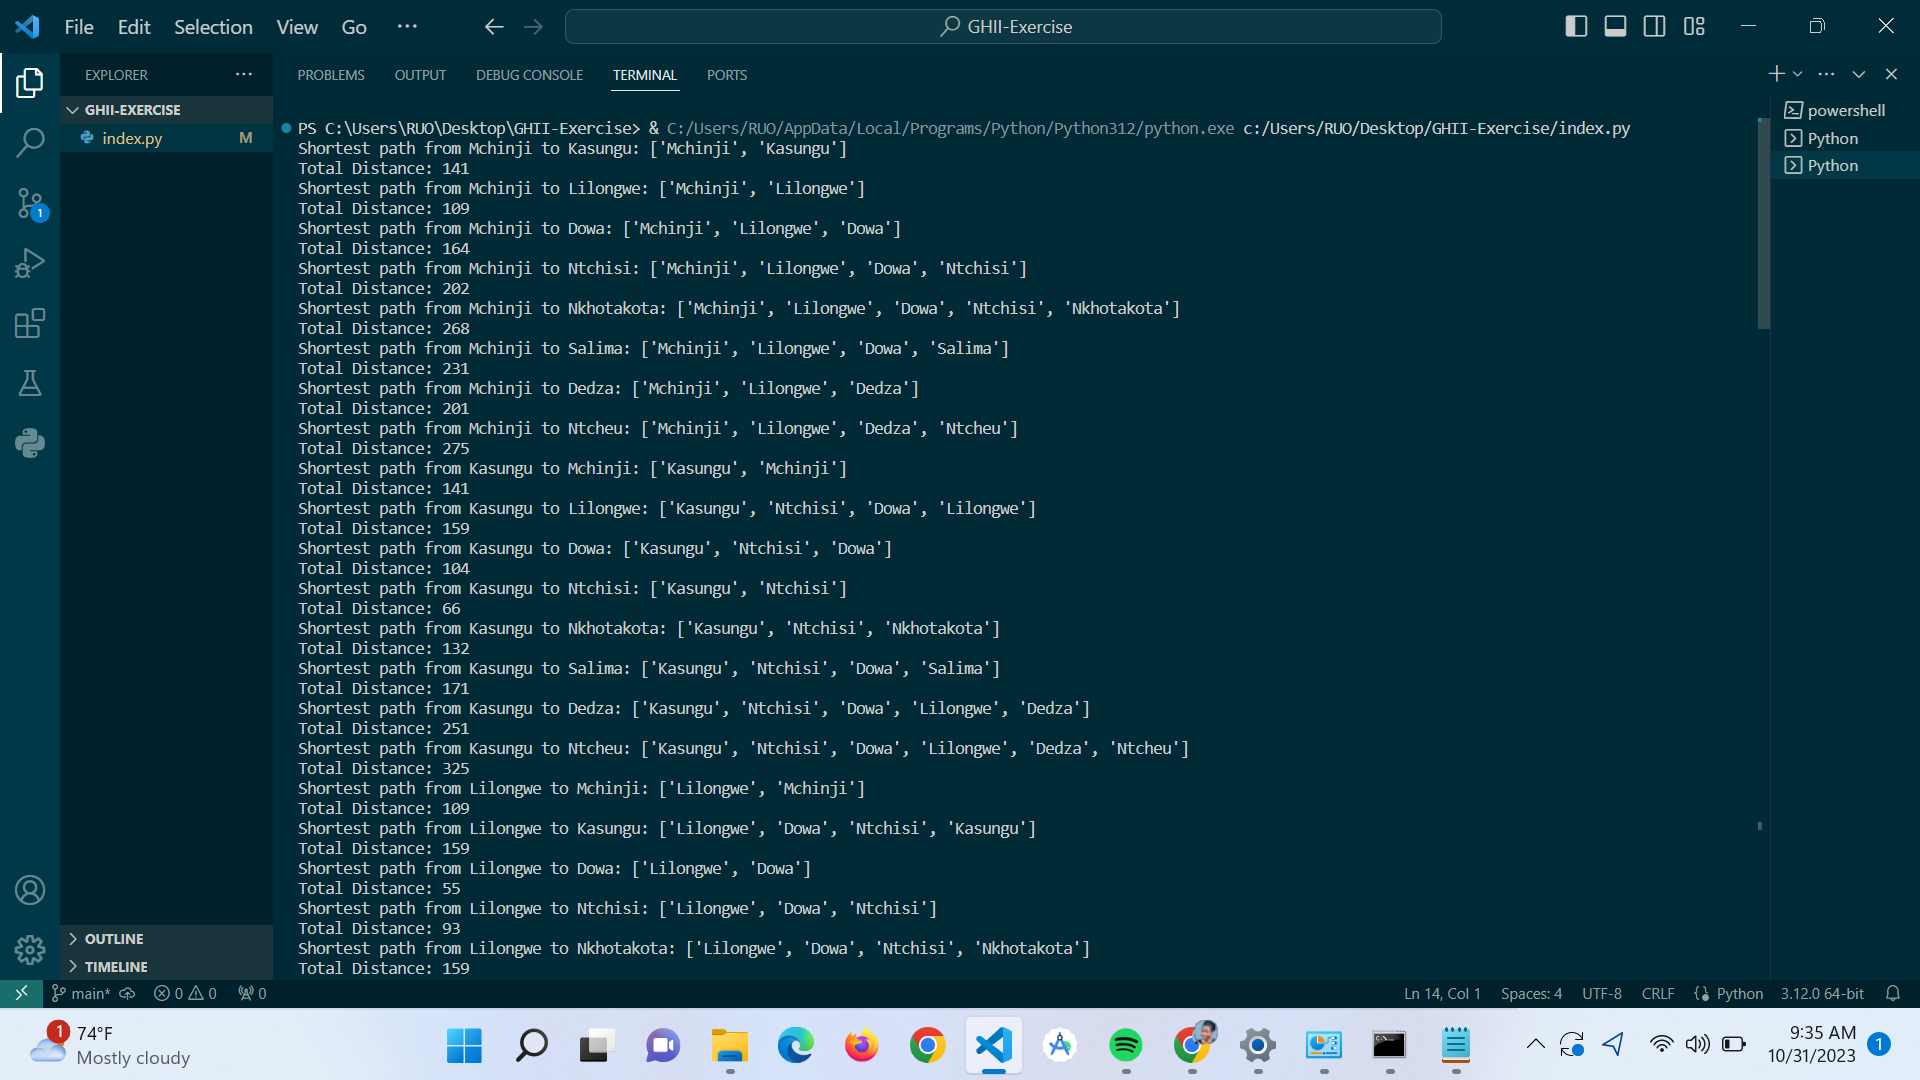 File Edit Selection View Go ··· GHII-Exercise
EXPLORER ···
GHII-EXERCISE
index.py M
OUTLINE
TIMELINE
PROBLEMS OUTPUT DEBUG CONSOLE TERMINAL PORTS
PS C:\Users\RUO\Desktop\GHII-Exercise> & C:/Users/RUO/AppData/Local/Programs/Python/Python312/python.exe c:/Users/RUO/Desktop/GHII-Exercise/index.py
Shortest path from Mchinji to Kasungu: ['Mchinji', 'Kasungu']
Total Distance: 141
Shortest path from Mchinji to Lilongwe: ['Mchinji', 'Lilongwe']
Total Distance: 109
Shortest path from Mchinji to Dowa: ['Mchinji', 'Lilongwe', 'Dowa']
Total Distance: 164
Shortest path from Mchinji to Ntchisi: ['Mchinji', 'Lilongwe', 'Dowa', 'Ntchisi']
Total Distance: 202
Shortest path from Mchinji to Nkhotakota: ['Mchinji', 'Lilongwe', 'Dowa', 'Ntchisi', 'Nkhotakota']
Total Distance: 268
Shortest path from Mchinji to Salima: ['Mchinji', 'Lilongwe', 'Dowa', 'Salima']
Total Distance: 231
Shortest path from Mchinji to Dedza: ['Mchinji', 'Lilongwe', 'Dedza']
Total Distance: 201
Shortest path from Mchinji to Ntcheu: ['Mchinji', 'Lilongwe', 'Dedza', 'Ntcheu']
Total Distance: 275
Shortest path from Kasungu to Mchinji: ['Kasungu', 'Mchinji']
Total Distance: 141
Shortest path from Kasungu to Lilongwe: ['Kasungu', 'Ntchisi', 'Dowa', 'Lilongwe']
Total Distance: 159
Shortest path from Kasungu to Dowa: ['Kasungu', 'Ntchisi', 'Dowa']
Total Distance: 104
Shortest path from Kasungu to Ntchisi: ['Kasungu', 'Ntchisi']
Total Distance: 66
Shortest path from Kasungu to Nkhotakota: ['Kasungu', 'Ntchisi', 'Nkhotakota']
Total Distance: 132
Shortest path from Kasungu to Salima: ['Kasungu', 'Ntchisi', 'Dowa', 'Salima']
Total Distance: 171
Shortest path from Kasungu to Dedza: ['Kasungu', 'Ntchisi', 'Dowa', 'Lilongwe', 'Dedza']
Total Distance: 251
Shortest path from Kasungu to Ntcheu: ['Kasungu', 'Ntchisi', 'Dowa', 'Lilongwe', 'Dedza', 'Ntcheu']
Total Distance: 325
Shortest path from Lilongwe to Mchinji: ['Lilongwe', 'Mchinji']
Total Distance: 109
Shortest path from Lilongwe to Kasungu: ['Lilongwe', 'Dowa', 'Ntchisi', 'Kasungu']
Total Distance: 159
Shortest path from Lilongwe to Dowa: ['Lilongwe', 'Dowa']
Total Distance: 55
Shortest path from Lilongwe to Ntchisi: ['Lilongwe', 'Dowa', 'Ntchisi']
Total Distance: 93
Shortest path from Lilongwe to Nkhotakota: ['Lilongwe', 'Dowa', 'Ntchisi', 'Nkhotakota']
Total Distance: 159
powershell
Python
Python
1
main* 0 0 0 Ln 14, Col 1 Spaces: 4 UTF-8 CRLF Python 3.12.0 64-bit
1
74°F
Mostly cloudy
9:35 AM
10/31/2023
1